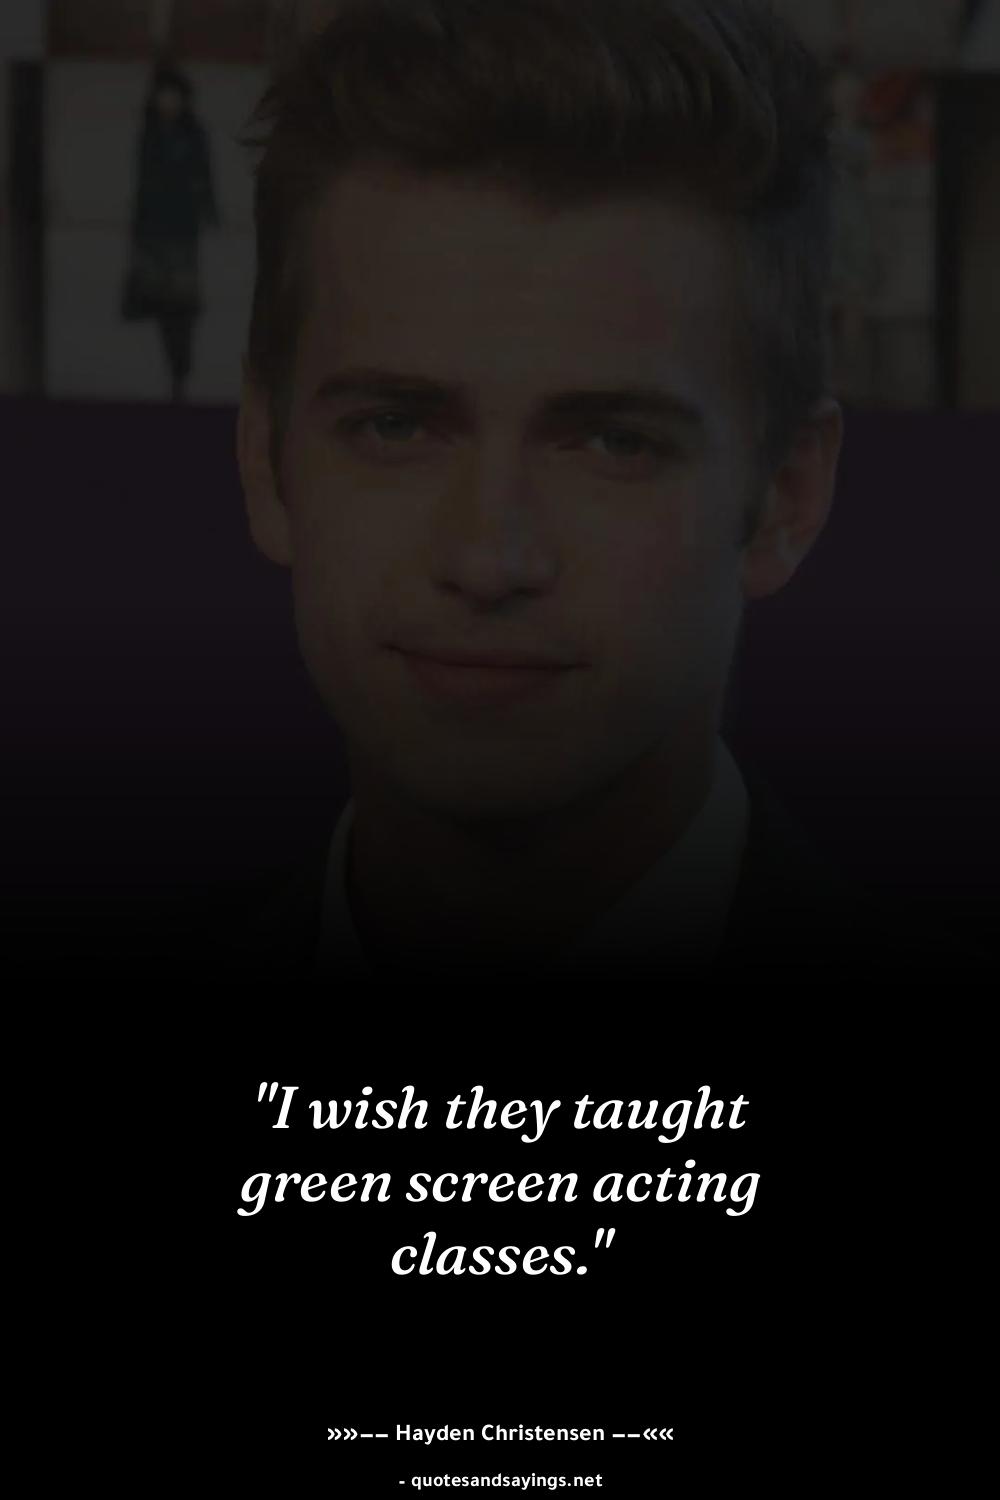 "I wish they taught
green screen acting
classes."
»»—— Hayden Christensen ——««
- quotesandsayings.net